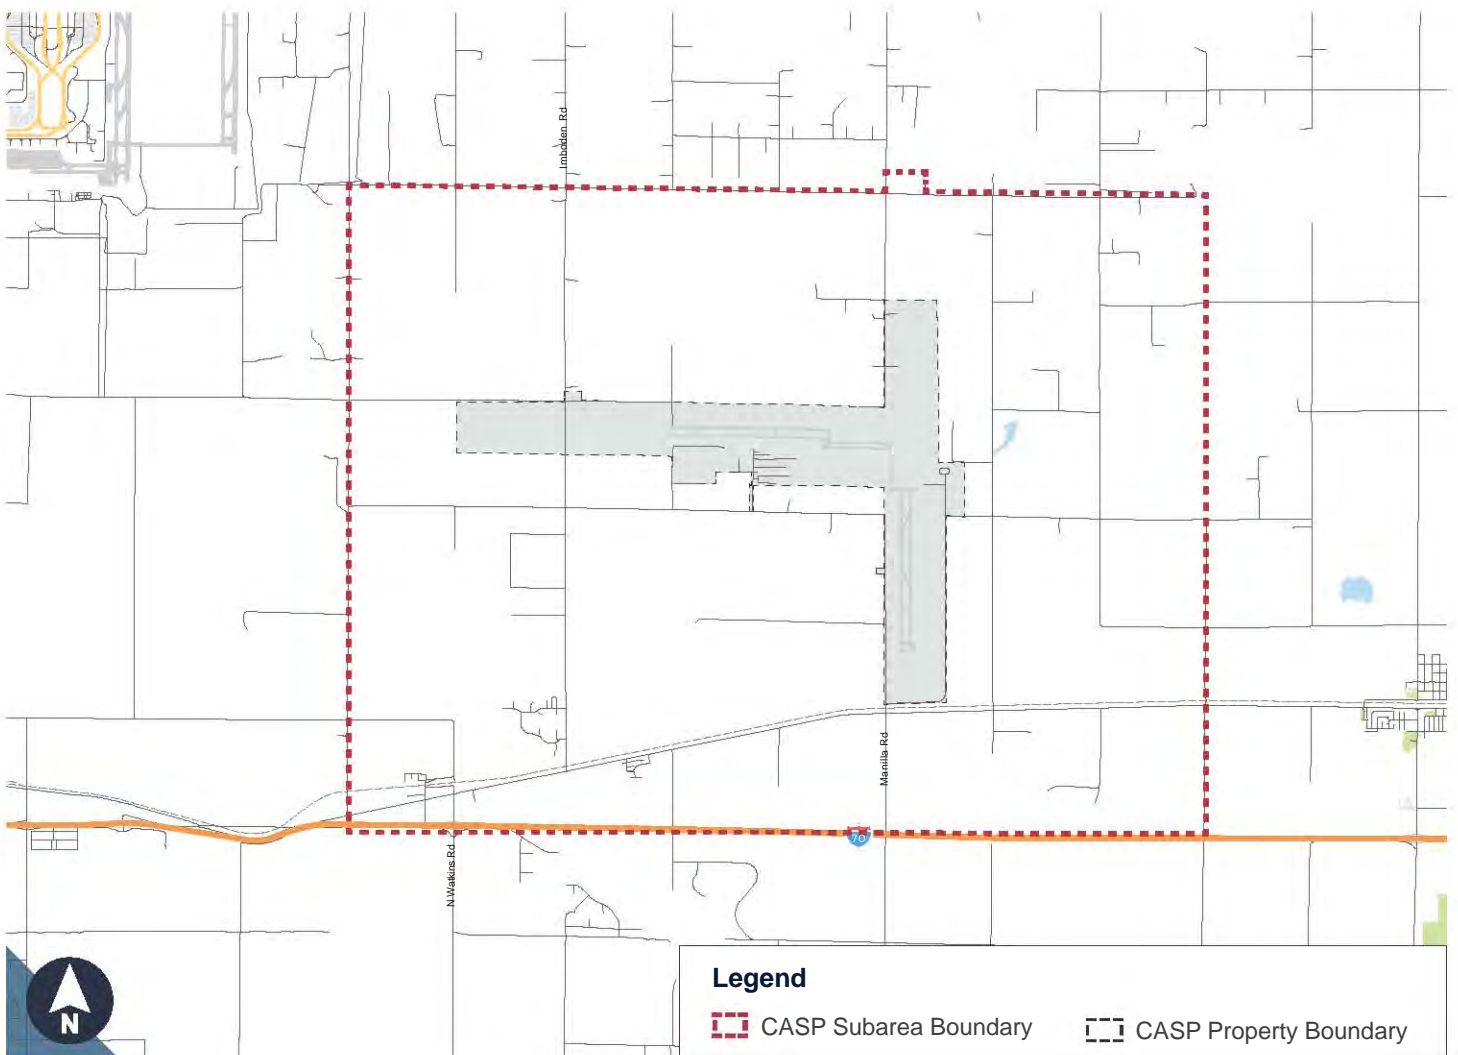 Imboden Rd
Manilla Rd
70
N Watkins Rd
N
Legend
CASP Subarea Boundary
CASP Property Boundary